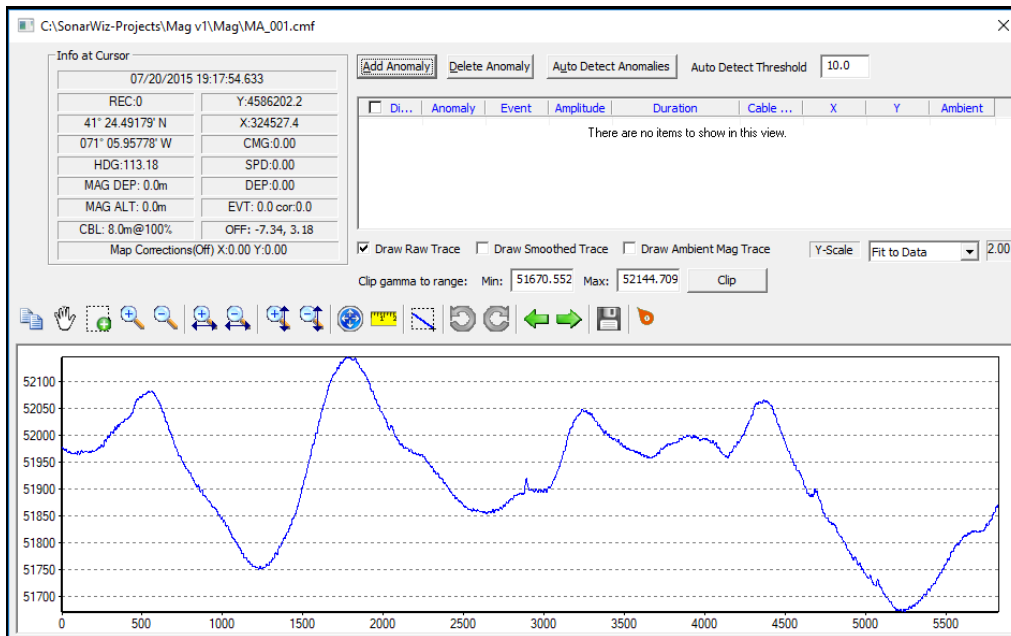 C:\SonarWiz-Projects\Mag v1\Mag\MA_001.cmf
Info at Cursor
07/20/2015 19:17:54.633
REC:0 Y:4586202.2
41° 24.49179' N X:324527.4
071° 05.95778' W CMG:0.00
HDG:113.18 SPD:0.00
MAG DEP: 0.0m DEP:0.00
MAG ALT: 0.0m EVT: 0.0 cor:0.0
CBL: 8.0m@100% OFF: -7.34, 3.18
Map Corrections(Off) X:0.00 Y:0.00
Add Anomaly Delete Anomaly Auto Detect Anomalies Auto Detect Threshold 10.0
Di... Anomaly Event Amplitude Duration Cable ... X Y Ambient
There are no items to show in this view.
Draw Raw Trace Draw Smoothed Trace Draw Ambient Mag Trace Y-Scale Fit to Data 2.00
Clip gamma to range: Min: 51670.552 Max: 52144.709 Clip
52100
52050
52000
51950
51900
51850
51800
51750
51700
0 500 1000 1500 2000 2500 3000 3500 4000 4500 5000 5500